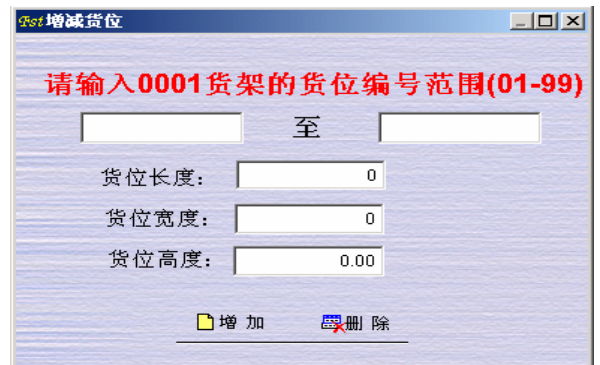 Fst增减货位
请输入0001货架的货位编号范围(01-99)
至
货位长度： 0
货位宽度： 0
货位高度： 0.00
增 加 删 除